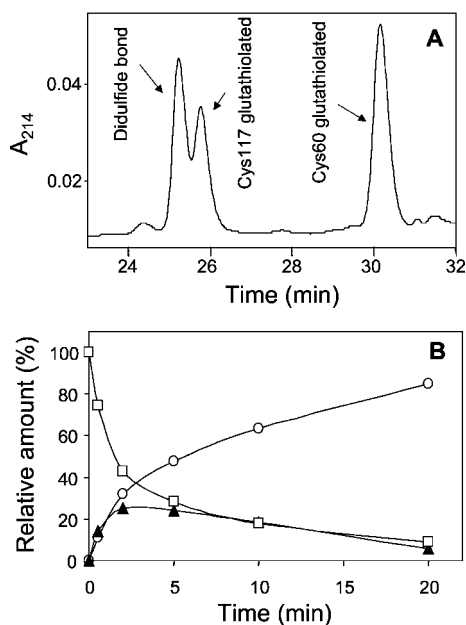 A
0.04
0.02
A214
Didulfide bond
Cys117 glutathiolated
Cys60 glutathiolated
24 26 28 30 32
Time (min)
B
100
80
60
40
20
0
Relative amount (%)
0 5 10 15 20
Time (min)